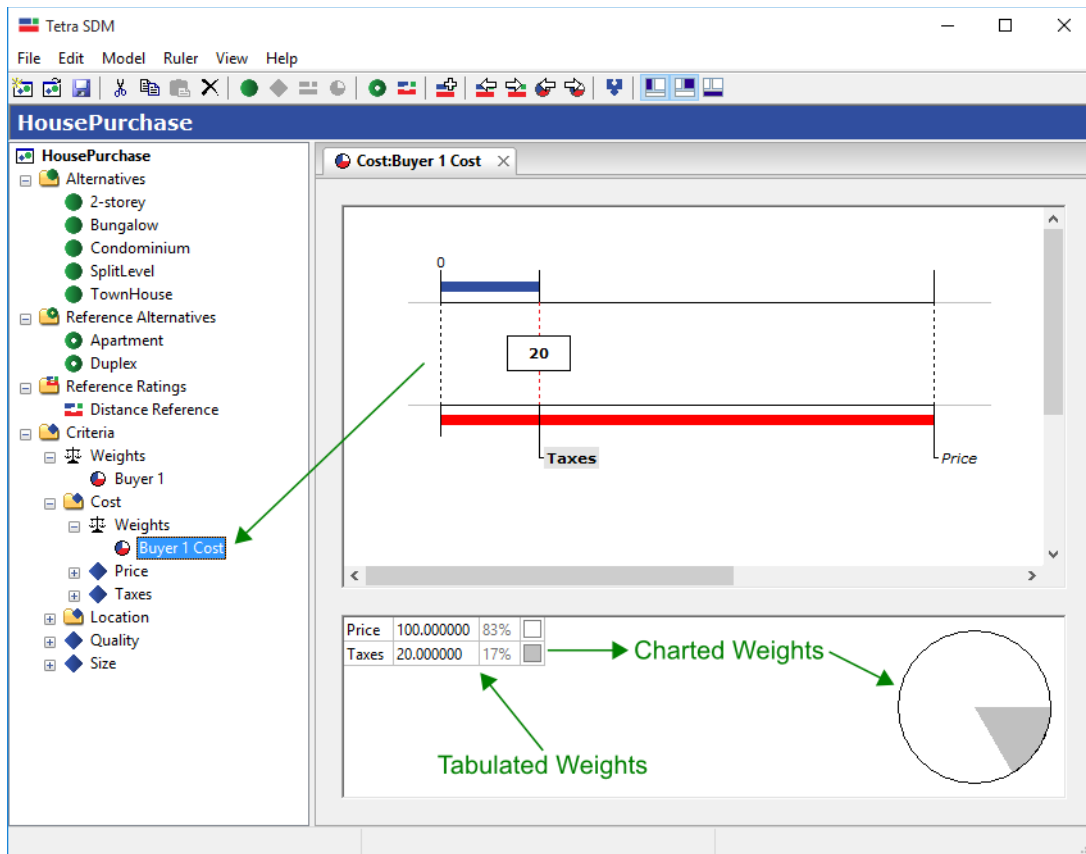 Tetra SDM
File Edit Model Ruler View Help
HousePurchase
HousePurchase
Alternatives
2-storey
Bungalow
Condominium
SplitLevel
TownHouse
Reference Alternatives
Apartment
Duplex
Reference Ratings
Distance Reference
Criteria
Weights
Buyer 1
Cost
Weights
Buyer 1 Cost
Price
Taxes
Location
Quality
Size
Cost:Buyer 1 Cost
0
20
Taxes
Price
Price 100.000000 83%
Taxes 20.000000 17%
Charted Weights
Tabulated Weights